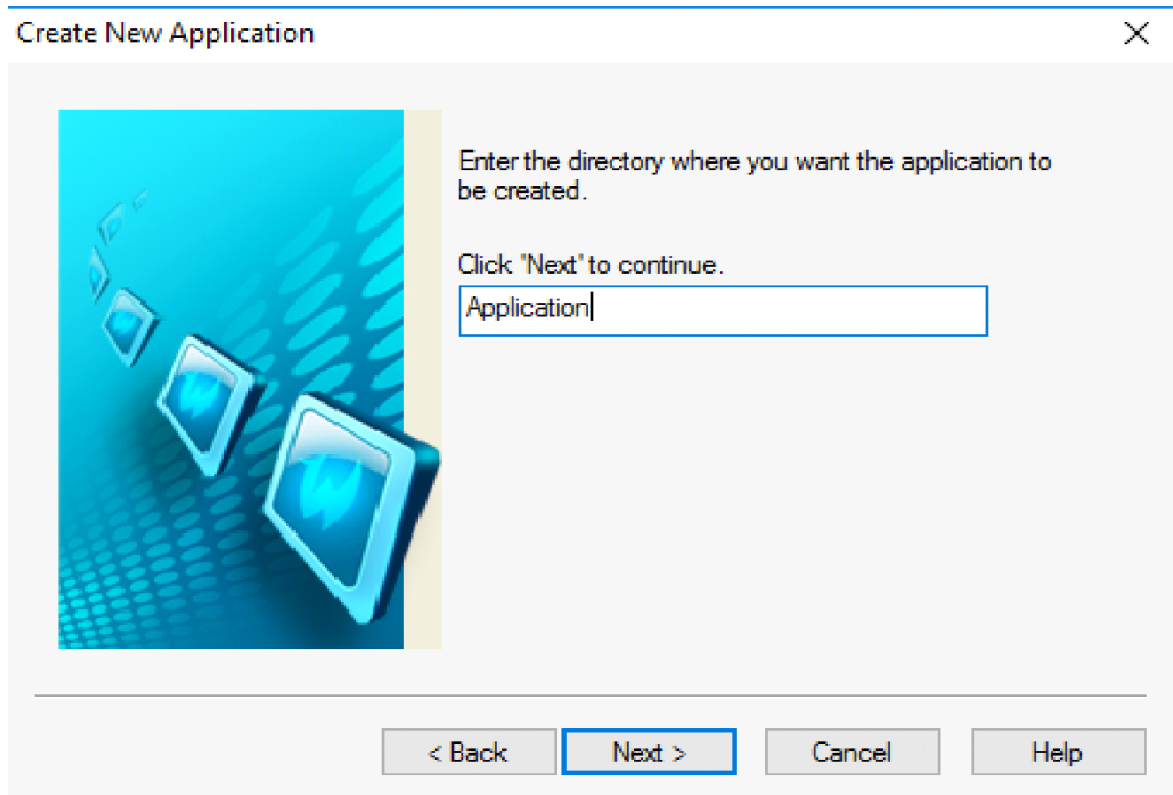 Create New Application
Enter the directory where you want the application to
be created.
Click "Next" to continue.
Application
< Back
Next >
Cancel
Help